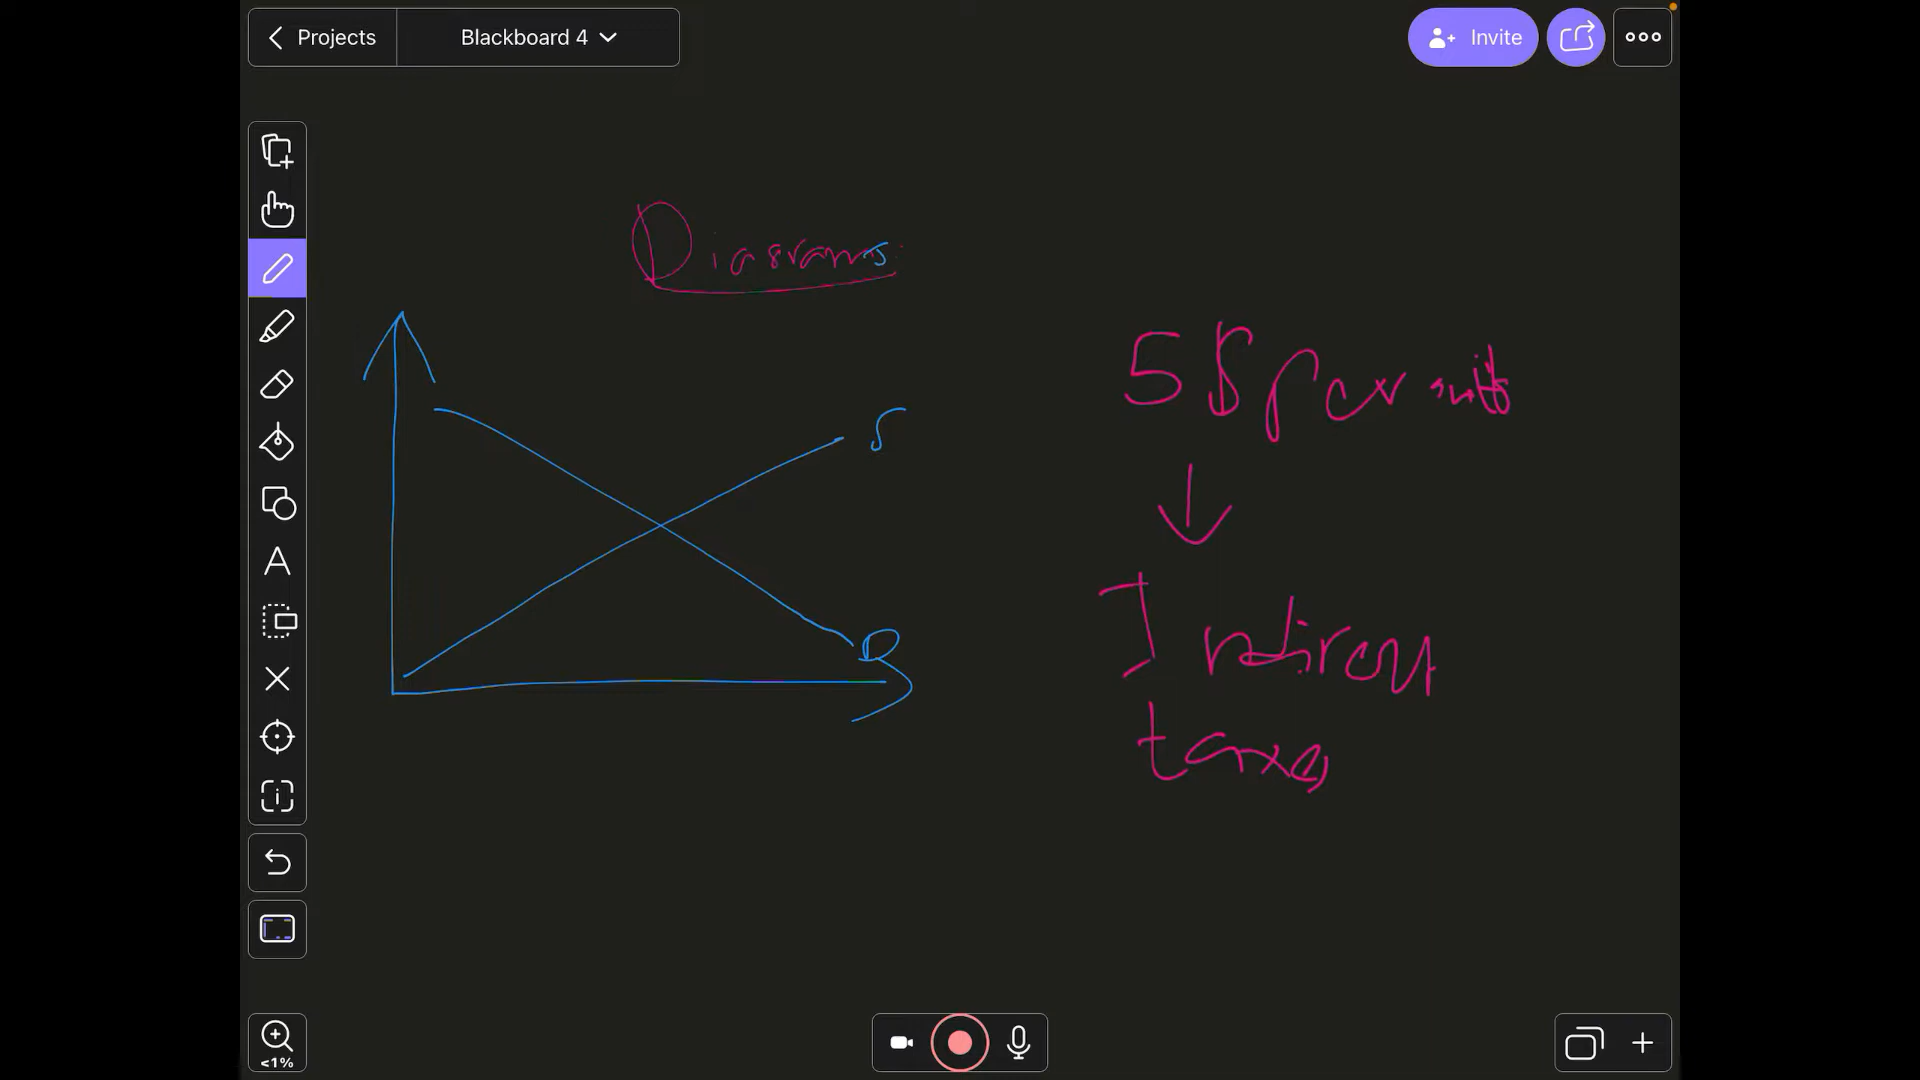 Projects
Blackboard 4
Invite
Diagrams
S
D
5 $ per unit
Indirect
taxes
A
<1%